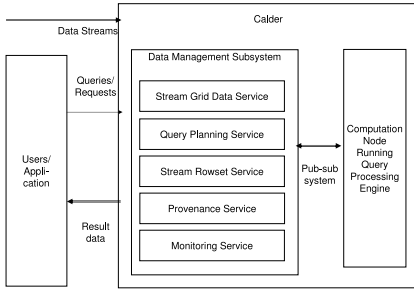 Calder
Data Streams
Data Management Subsystem
Queries/
Requests
Stream Grid Data Service
Query Planning Service
Stream Rowset Service
Provenance Service
Monitoring Service
Users/
Appli-
cation
Result
data
Pub-sub
system
Computation
Node
Running
Query
Processing
Engine